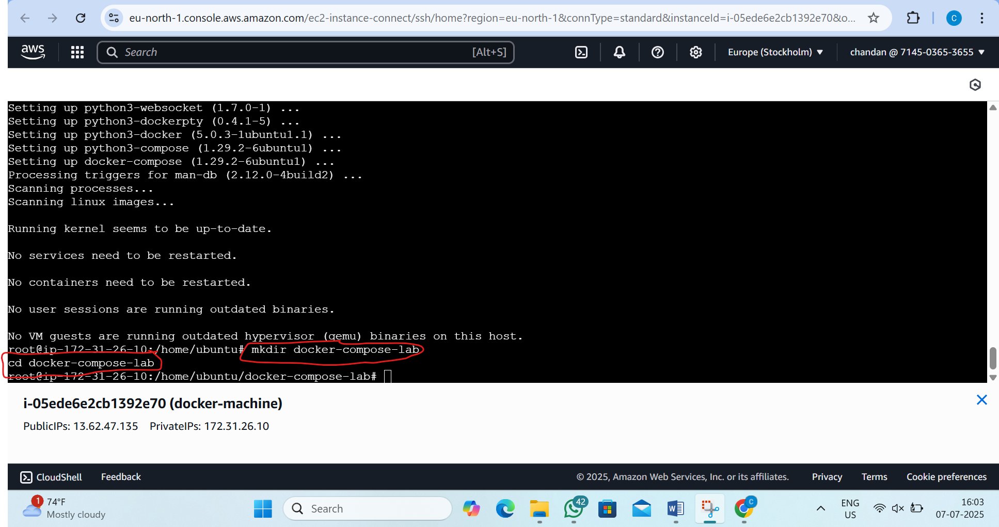 eu-north-1.console.aws.amazon.com/ec2-instance-connect/ssh/home?region=eu-north-1&connType=standard&instanceId=i-05ede6e2cb1392e70&o...
C
aws
Search [Alt+S]
Europe (Stockholm)
chandan @ 7145-0365-3655
Setting up python3-websocket (1.7.0-1) ...
Setting up python3-dockerpty (0.4.1-5) ...
Setting up python3-docker (5.0.3-1ubuntu1.1) ...
Setting up python3-compose (1.29.2-6ubuntu1) ...
Setting up docker-compose (1.29.2-6ubuntu1) ...
Processing triggers for man-db (2.12.0-4build2) ...
Scanning processes...
Scanning linux images...
Running kernel seems to be up-to-date.
No services need to be restarted.
No containers need to be restarted.
No user sessions are running outdated binaries.
No VM guests are running outdated hypervisor (qemu) binaries on this host.
root@ip-172-31-26-10:/home/ubuntu# mkdir docker-compose-lab
cd docker-compose-lab
root@ip-172-31-26-10:/home/ubuntu/docker-compose-lab#
i-05ede6e2cb1392e70 (docker-machine)
PublicIPs: 13.62.47.135 PrivateIPs: 172.31.26.10
CloudShell Feedback
© 2025, Amazon Web Services, Inc. or its affiliates. Privacy Terms Cookie preferences
1
74°F
Mostly cloudy
Search
42
W
C
ENG
US
16:03
07-07-2025